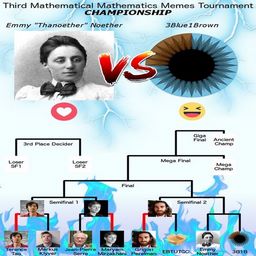 Third Mathematical Mathematics Memes Tournament
CHAMPIONSHIP
Emmy "Thanoether" Noether
3Blue1Brown
VS
Giga Final
Ancient Champ
3rd Place Decider
Loser SF1
Loser SF2
Mega Final
Mega Champ
Final
Semifinal 1
Semifinal 2
Terence Tao
Markus Klyver
Jean-Pierre Serre
Maryam Mirzakhani
Grigori Perelman
Emmy Noether
3B1B